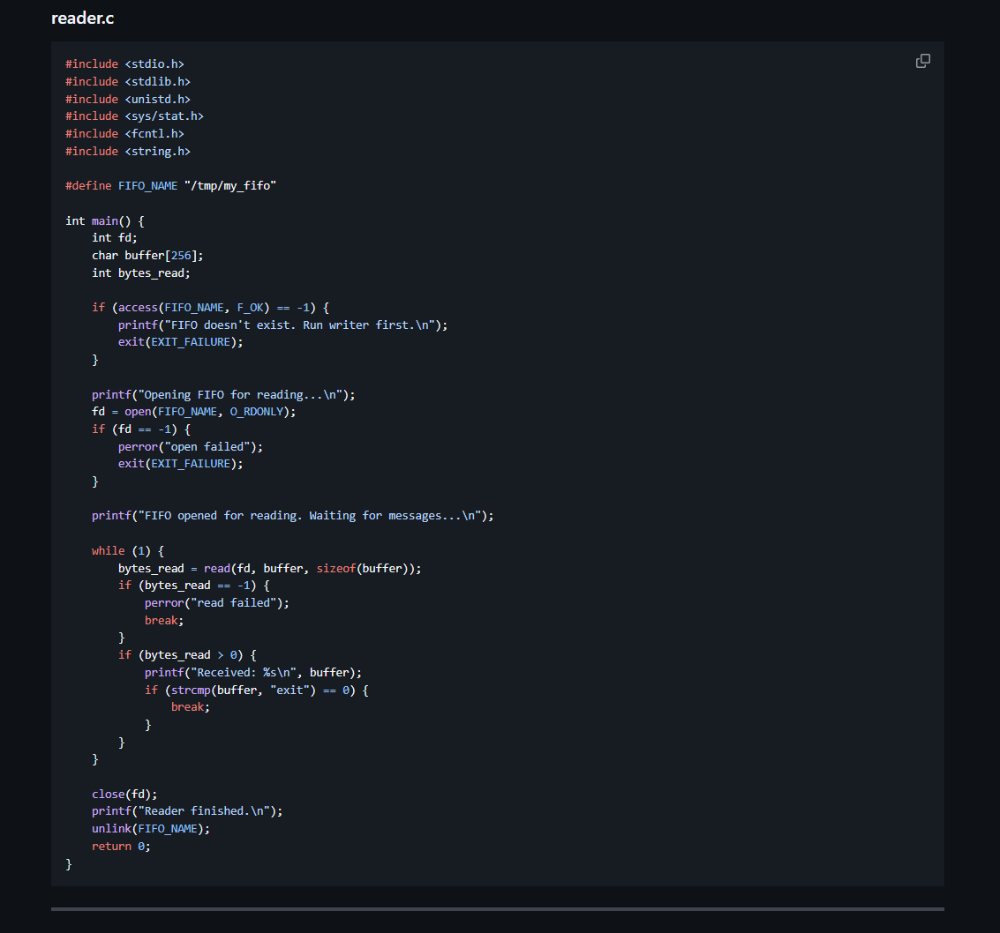 reader.c
#include <stdio.h>
#include <stdlib.h>
#include <unistd.h>
#include <sys/stat.h>
#include <fcntl.h>
#include <string.h>
#define FIFO_NAME "/tmp/my_fifo"
int main() {
    int fd;
    char buffer[256];
    int bytes_read;
    if (access(FIFO_NAME, F_OK) == -1) {
        printf("FIFO doesn't exist. Run writer first.\n");
        exit(EXIT_FAILURE);
    }
    printf("Opening FIFO for reading...\n");
    fd = open(FIFO_NAME, O_RDONLY);
    if (fd == -1) {
        perror("open failed");
        exit(EXIT_FAILURE);
    }
    printf("FIFO opened for reading. Waiting for messages...\n");
    while (1) {
        bytes_read = read(fd, buffer, sizeof(buffer));
        if (bytes_read == -1) {
            perror("read failed");
            break;
        }
        if (bytes_read > 0) {
            printf("Received: %s\n", buffer);
            if (strcmp(buffer, "exit") == 0) {
                break;
            }
        }
    }
    close(fd);
    printf("Reader finished.\n");
    unlink(FIFO_NAME);
    return 0;
}